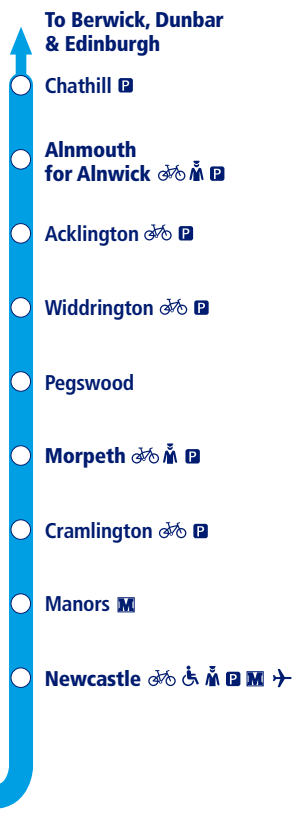 To Berwick, Dunbar
& Edinburgh
Chathill P
Alnmouth
for Alnwick P
Acklington P
Widdrington P
Pegswood
Morpeth P
Cramlington P
Manors M
Newcastle P M